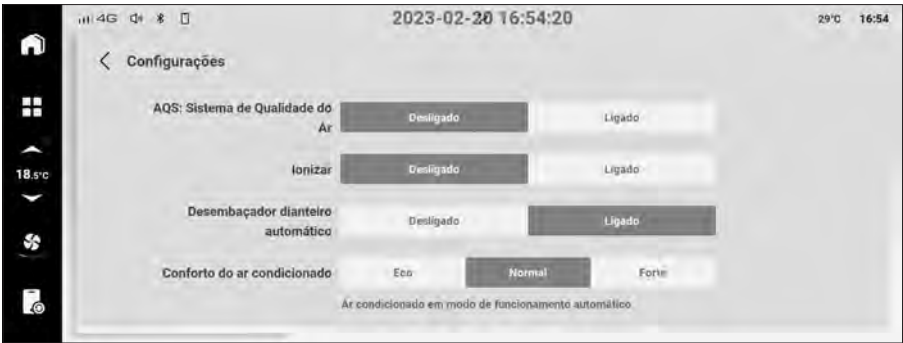 4G 2023-02-20 16:54:20 29°C 16:54
Configurações
AQS: Sistema de Qualidade do
Ar
Desligado Ligado
Ionizar Desligado Ligado
18.5°C
Desembaçador dianteiro
automático
Desligado Ligado
Conforto do ar condicionado Eco Normal Forte
Ar condicionado em modo de funcionamento automático